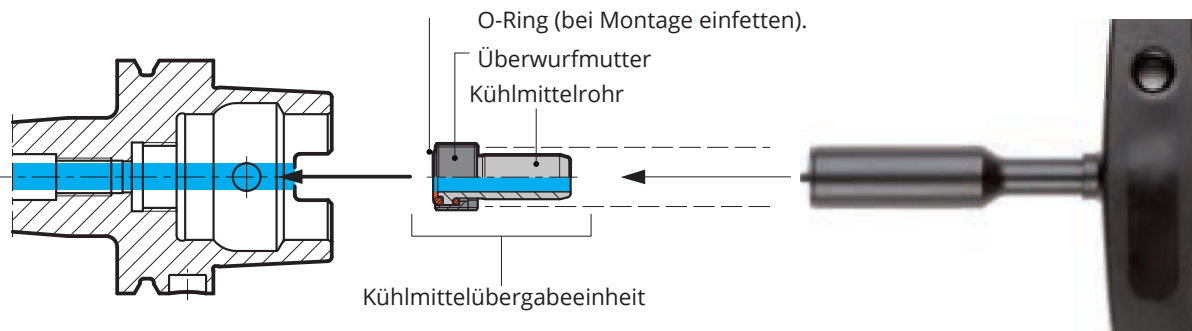 O-Ring (bei Montage einfetten).
Überwurfmutter
Kühlmittelrohr
Kühlmittelübergabeeinheit